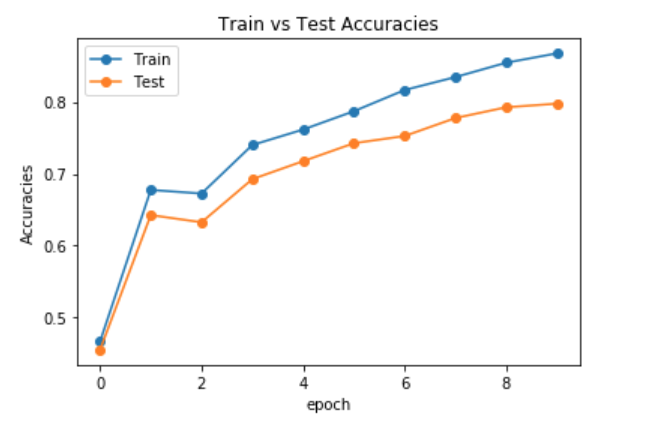 Train vs Test Accuracies
Train
Test
Accuracies
0.8
0.7
0.6
0.5
0 2 4 6 8
epoch